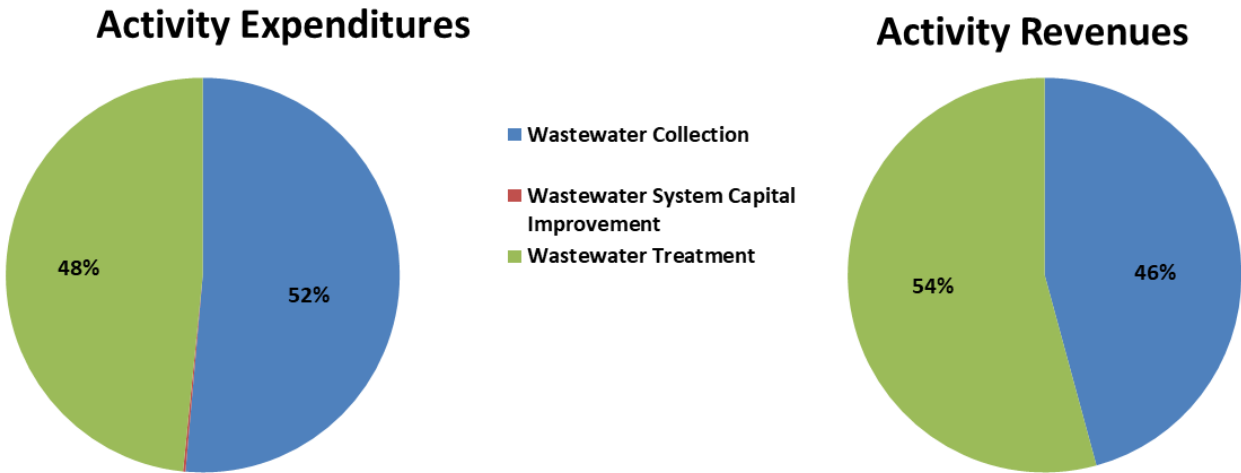 Activity Expenditures
48%
52%
Wastewater Collection
Wastewater System Capital
Improvement
Wastewater Treatment
Activity Revenues
54%
46%